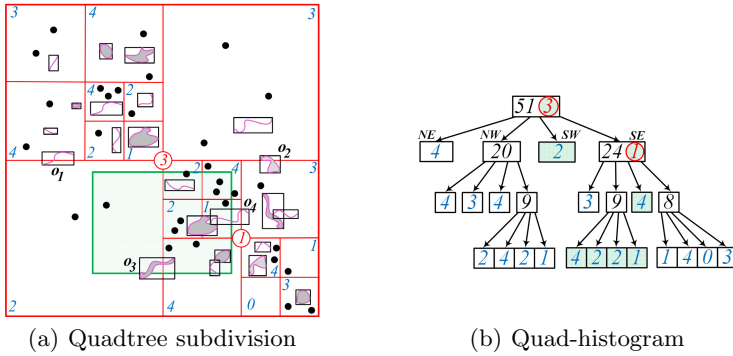 3 4 3
4 2
4 2 1
o1 3 2 4 o2 3
2 1 o4
1 1
o3 4
3
2 4 0
(a) Quadtree subdivision
51 3
NE NW SW SE
4 20 2 24 1
4 3 4 9 3 9 4 8
2 4 2 1 4 2 2 1 1 4 0 3
(b) Quad-histogram